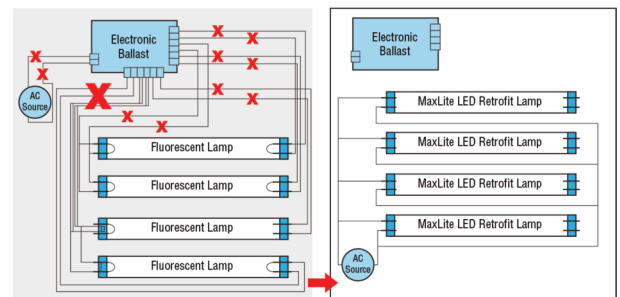 Electronic
Ballast
AC
Source
Fluorescent Lamp
Fluorescent Lamp
Fluorescent Lamp
Fluorescent Lamp
Electronic
Ballast
MaxLite LED Retrofit Lamp
MaxLite LED Retrofit Lamp
MaxLite LED Retrofit Lamp
MaxLite LED Retrofit Lamp
AC
Source